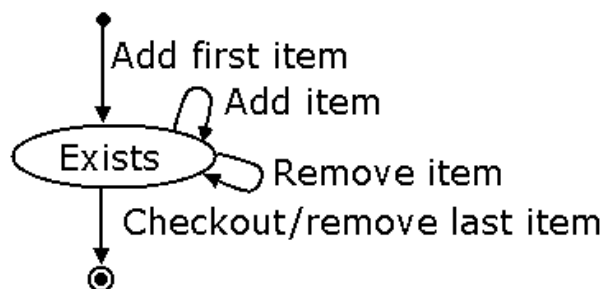 Add first item
Add item
Exists
Remove item
Checkout/remove last item